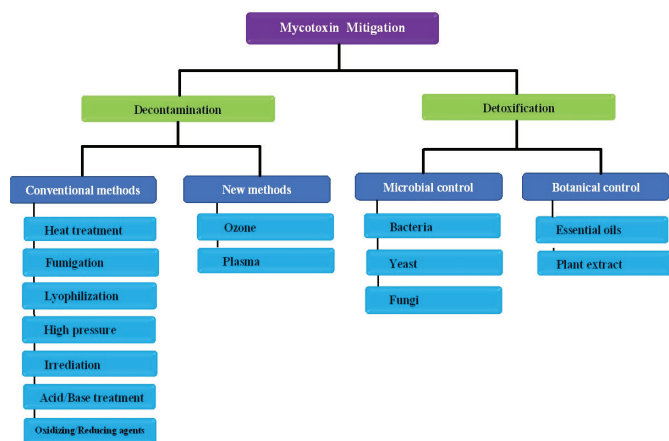 Mycotoxin Mitigation
Decontamination
Detoxification
Conventional methods
New methods
Microbial control
Botanical control
Heat treatment
Fumigation
Lyophilization
High pressure
Irrediation
Acid/Base treatment
Oxidizing/Reducing agents
Ozone
Plasma
Bacteria
Yeast
Fungi
Essential oils
Plant extract